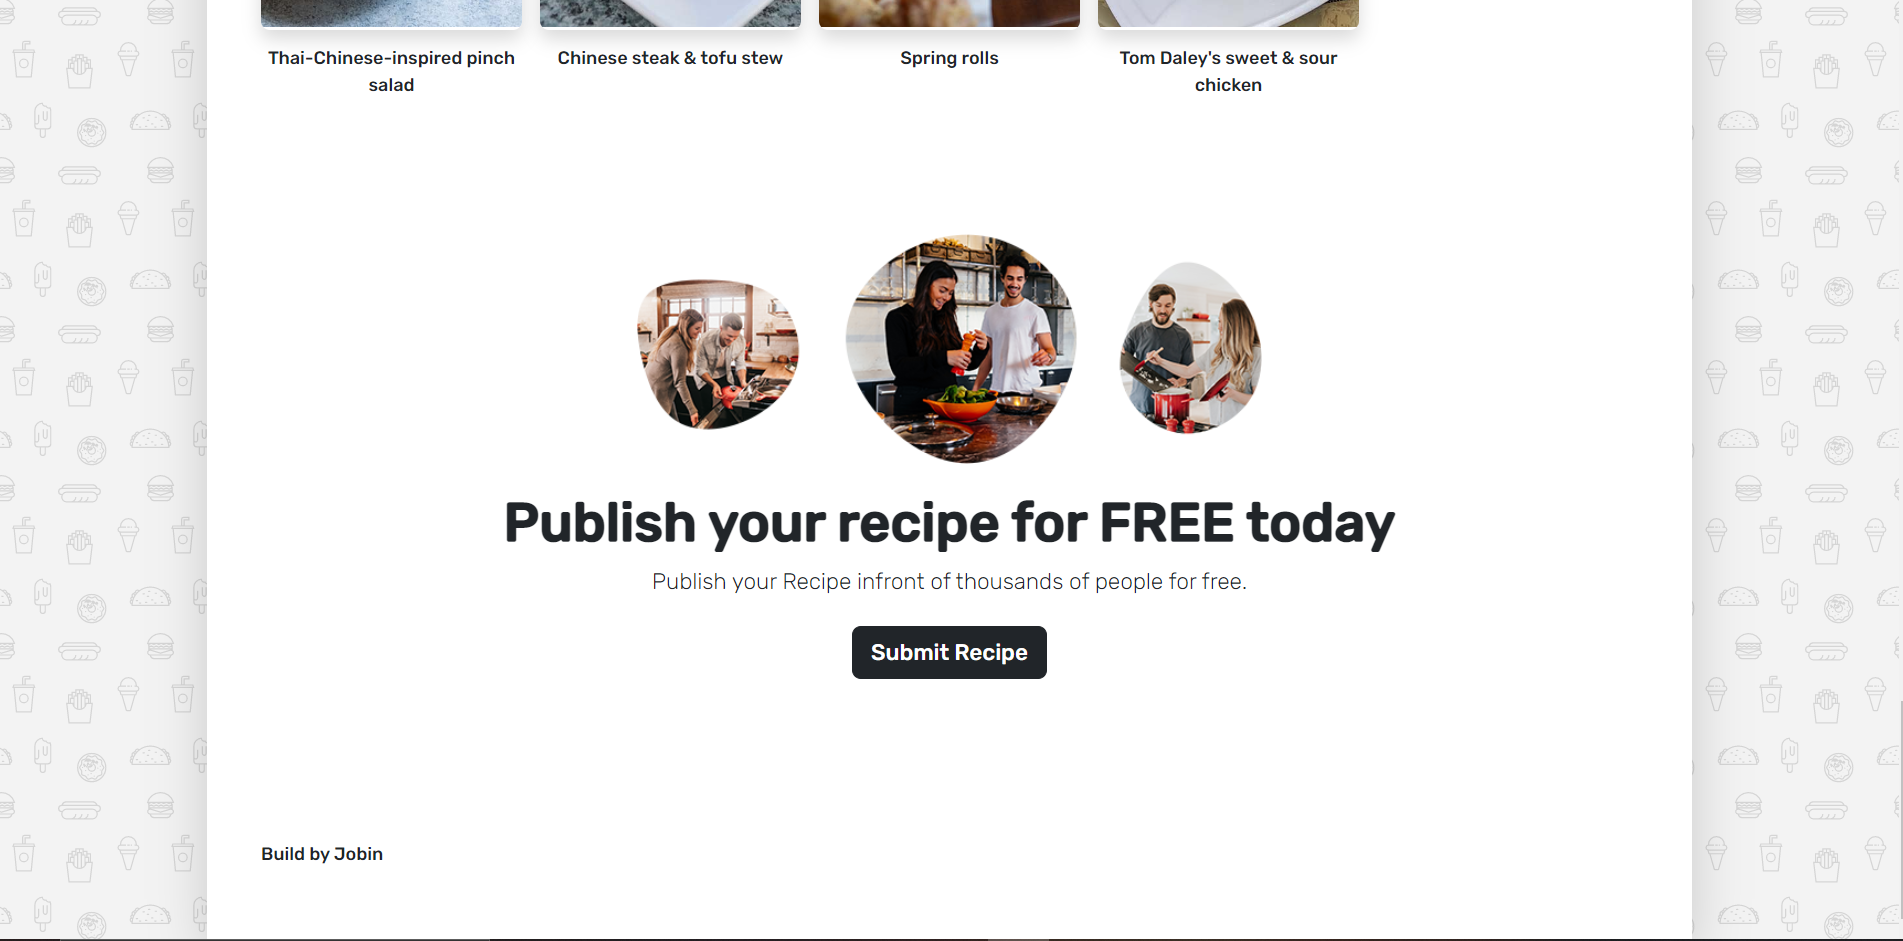 Thai-Chinese-inspired pinch
salad
Chinese steak & tofu stew
Spring rolls
Tom Daley's sweet & sour
chicken
Publish your recipe for FREE today
Publish your Recipe infront of thousands of people for free.
Submit Recipe
Build by Jobin